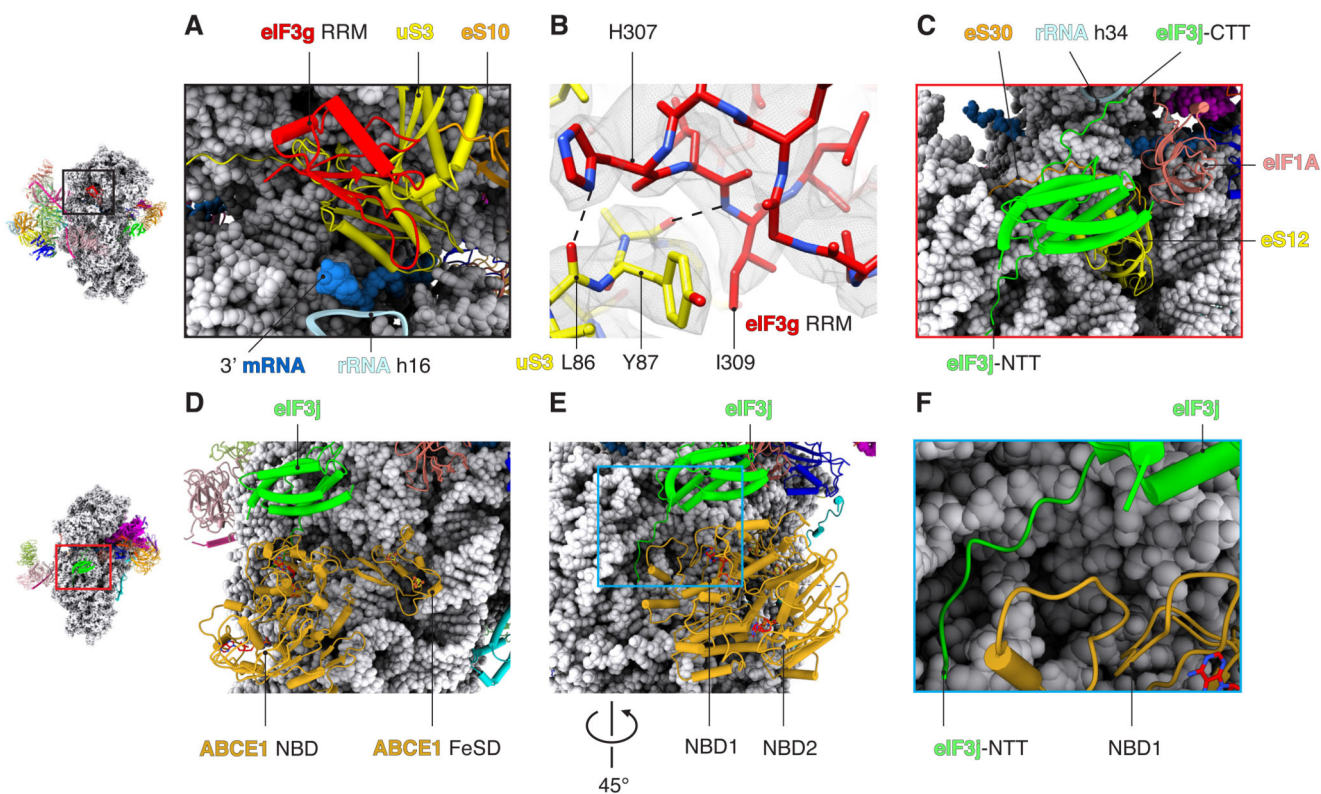 A
eIF3g RRM
uS3
eS10
3’ mRNA
rRNA h16
B
H307
eIF3g RRM
uS3 L86
Y87
I309
C
eS30
rRNA h34
eIF3j-CTT
eIF1A
eS12
eIF3j-NTT
D
eIF3j
ABCE1 NBD
ABCE1 FeSD
E
eIF3j
NBD1
NBD2
45°
F
eIF3j
eIF3j-NTT
NBD1